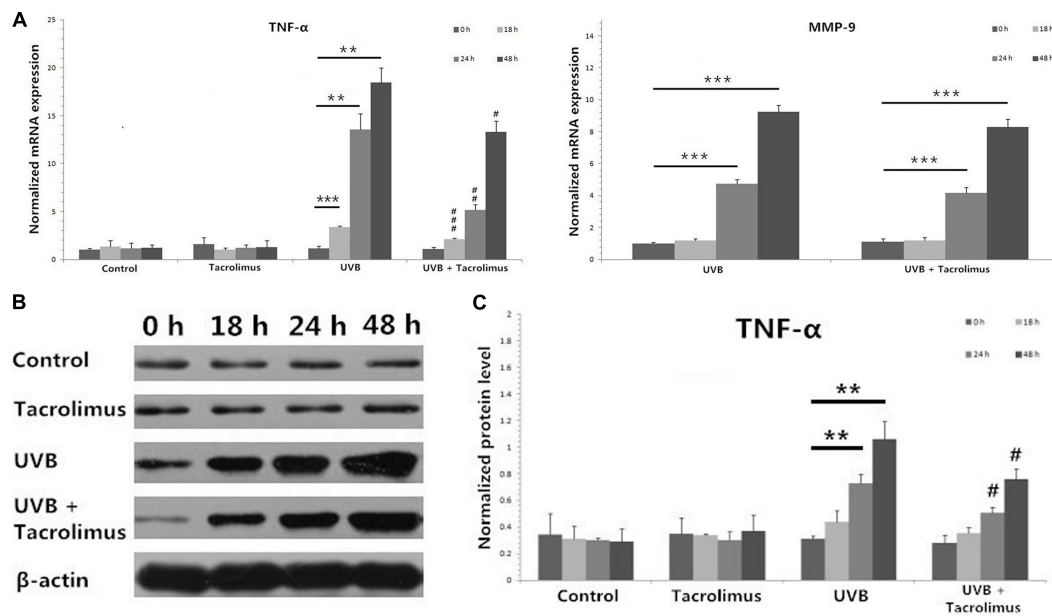 A
TNF-α
0 h 18 h
24 h 48 h
Normalized mRNA expression
30
25
20
15
10
5
0
** 
**
***
#
##
###
Control Tacrolimus UVB UVB + Tacrolimus
MMP-9
0 h 18 h
24 h 48 h
Normalized mRNA expression
14
12
10
8
6
4
2
0
***
***
***
***
UVB UVB + Tacrolimus
B
0 h 18 h 24 h 48 h
Control
Tacrolimus
UVB
UVB +
Tacrolimus
β-actin
C
TNF-α
0h 18 h
24 h 48 h
Normalized protein level
2
1.8
1.6
1.4
1.2
1
0.8
0.6
0.4
0.2
0
**
**
#
#
Control Tacrolimus UVB UVB +
Tacrolimus